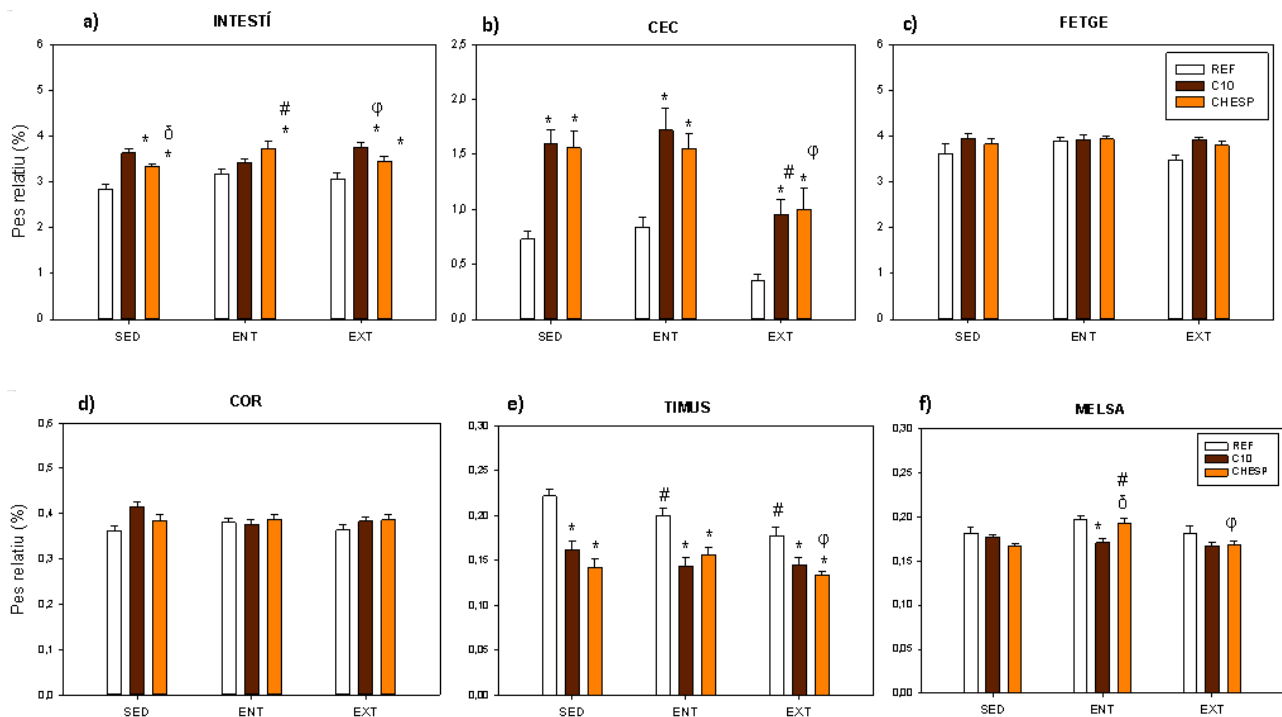 a) INTESTÍ
Pes relatiu (%)
6
5
4
3
2
1
0
* δ * # * φ * *
SED ENT EXT
b) CEC
2,5
2,0
1,5
1,0
0,5
0,0
* * * * * # * φ
SED ENT EXT
c) FETGE
6
5
4
3
2
1
0
REF
C10
CHESP
SED ENT EXT
d) COR
Pes relatiu (%)
0,6
0,5
0,4
0,3
0,2
0,1
0,0
SED ENT EXT
e) TIMUS
0,30
0,25
0,20
0,15
0,10
0,05
0,00
* * # * * # * φ *
SED ENT EXT
f) MELSA
0,30
0,25
0,20
0,15
0,10
0,05
0,00
REF
C10
CHESP
* # δ φ
SED ENT EXT